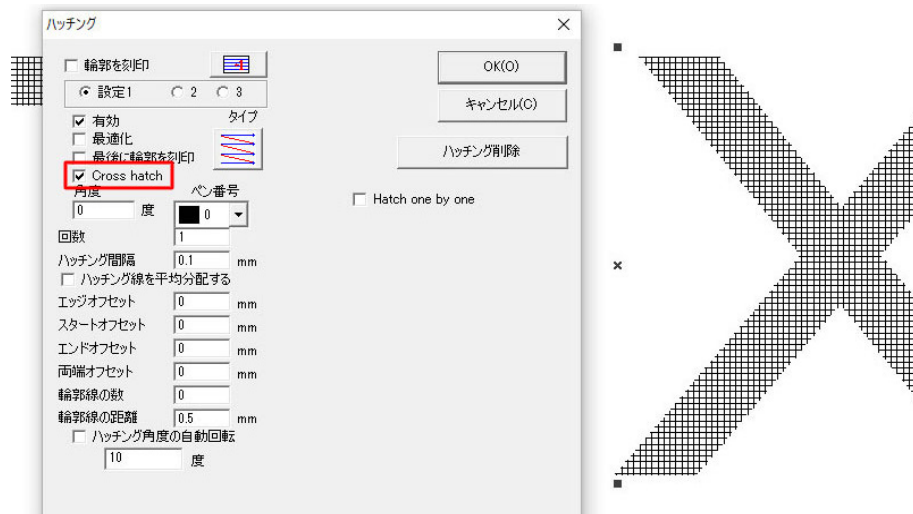 ハッチング
輪郭を刻印
OK(O)
設定1 2 3
キャンセル(C)
有効
タイプ
最適化
最後に輪郭を刻印
ハッチング削除
Cross hatch
角度 ペン番号
Hatch one by one
0 度 0
回数 1
ハッチング間隔 0.1 mm
ハッチング線を平均分配する
エッジオフセット 0 mm
スタートオフセット 0 mm
エンドオフセット 0 mm
両端オフセット 0 mm
輪郭線の数 0
輪郭線の距離 0.5 mm
ハッチング角度の自動回転
10 度